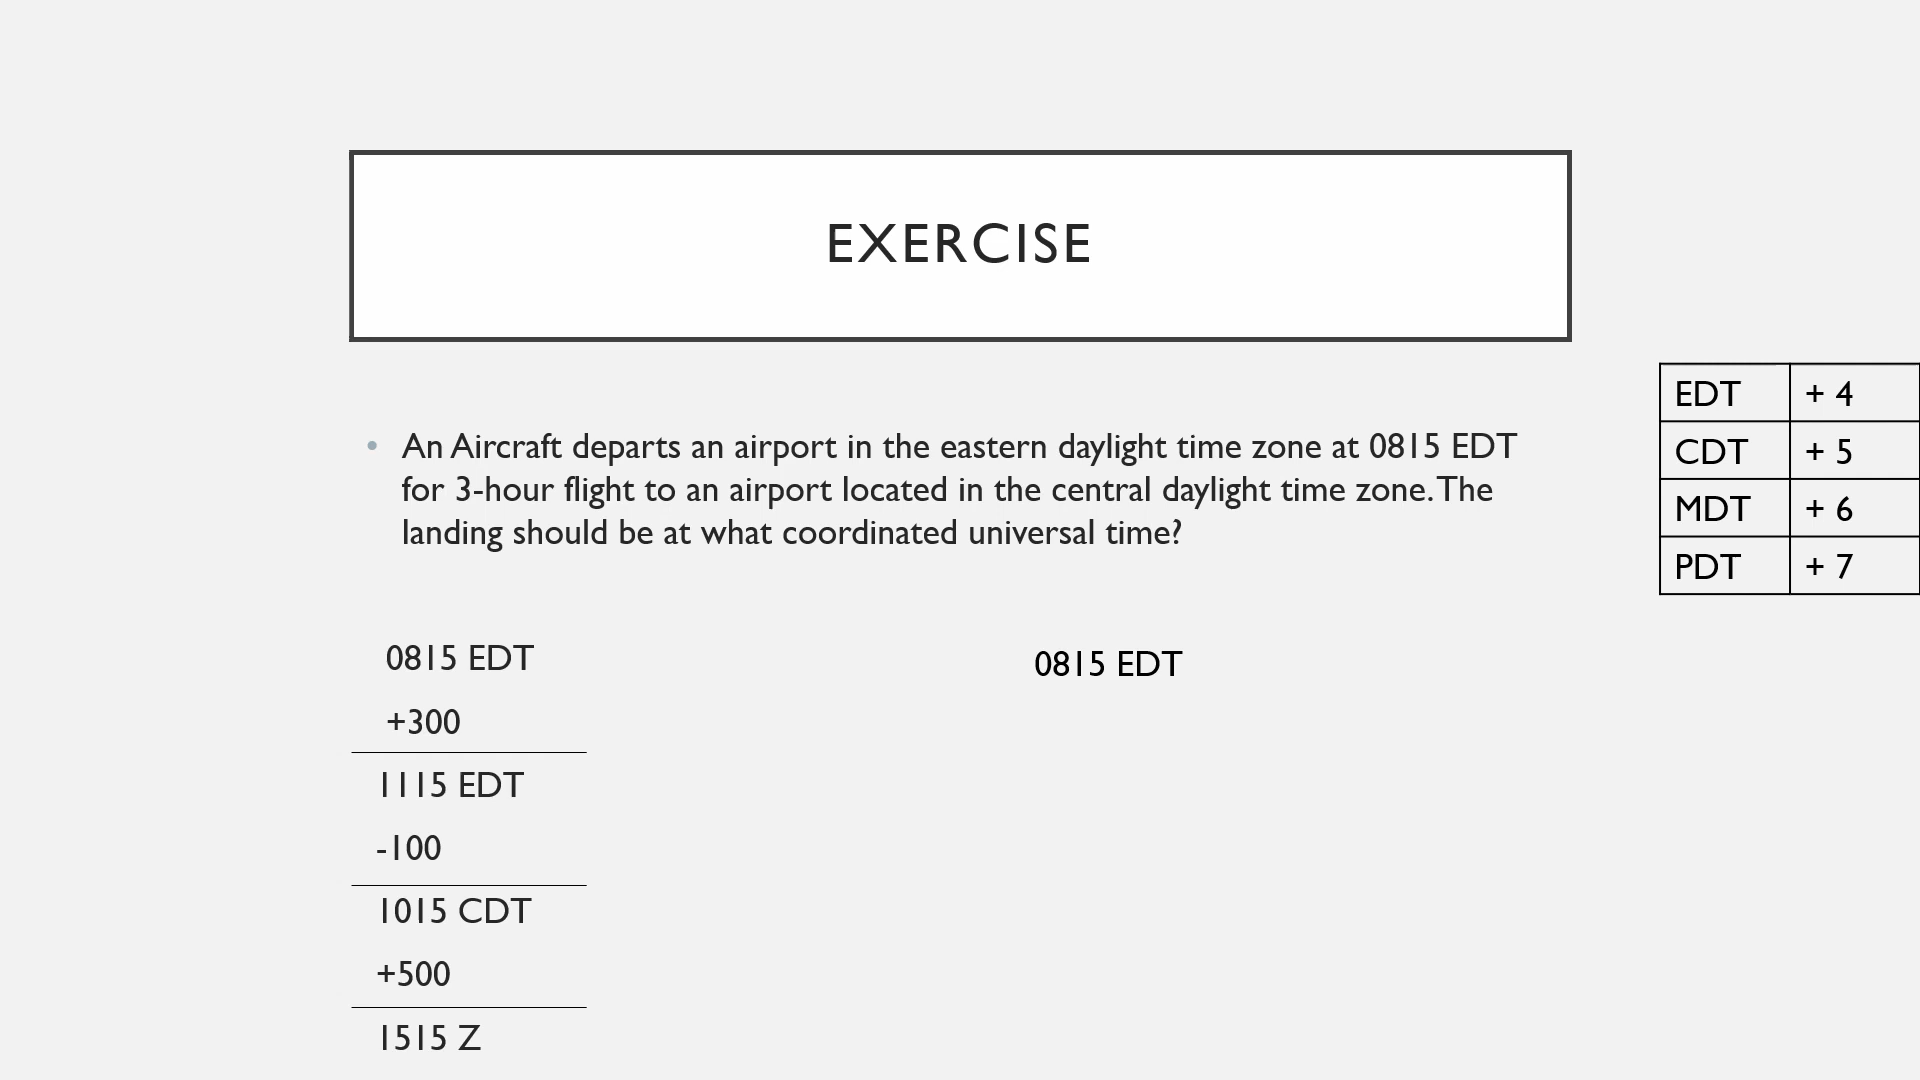 EXERCISE
• An Aircraft departs an airport in the eastern daylight time zone at 0815 EDT
for 3-hour flight to an airport located in the central daylight time zone. The
landing should be at what coordinated universal time?
EDT + 4
CDT + 5
MDT + 6
PDT + 7
0815 EDT
+300
1115 EDT
-100
1015 CDT
+500
1515 Z
0815 EDT